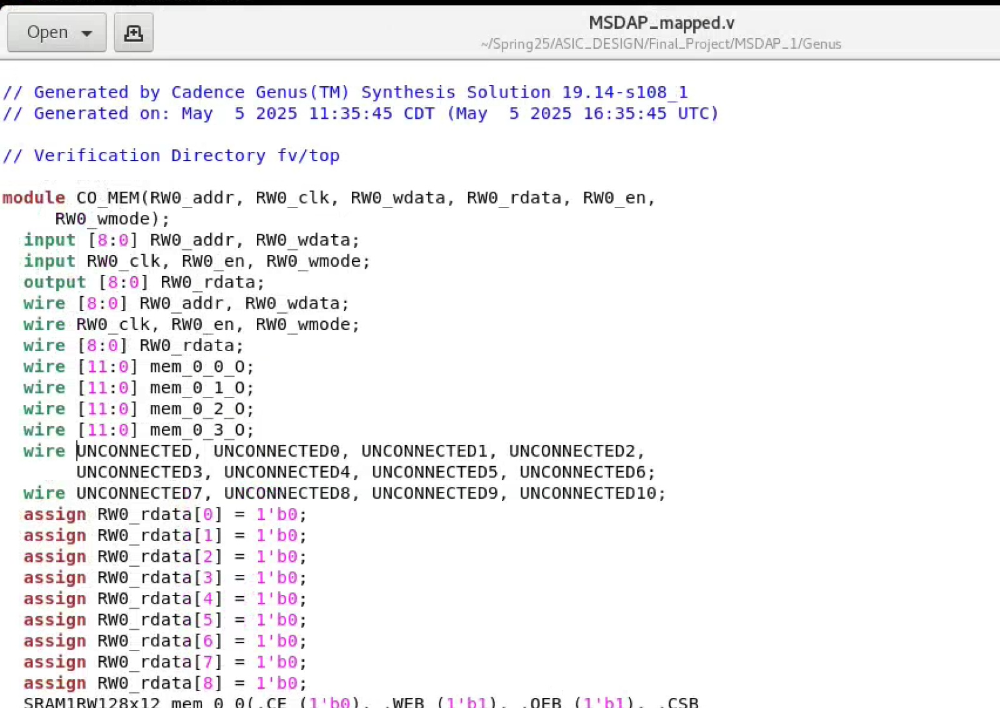 Open
MSDAP_mapped.v
~/Spring25/ASIC_DESIGN/Final_Project/MSDAP_1/Genus
// Generated by Cadence Genus(TM) Synthesis Solution 19.14-s108_1
// Generated on: May  5 2025 11:35:45 CDT (May  5 2025 16:35:45 UTC)
// Verification Directory fv/top
module CO_MEM(RW0_addr, RW0_clk, RW0_wdata, RW0_rdata, RW0_en,
RW0_wmode);
input [8:0] RW0_addr, RW0_wdata;
input RW0_clk, RW0_en, RW0_wmode;
output [8:0] RW0_rdata;
wire [8:0] RW0_addr, RW0_wdata;
wire RW0_clk, RW0_en, RW0_wmode;
wire [8:0] RW0_rdata;
wire [11:0] mem_0_0_O;
wire [11:0] mem_0_1_O;
wire [11:0] mem_0_2_O;
wire [11:0] mem_0_3_O;
wire UNCONNECTED, UNCONNECTED0, UNCONNECTED1, UNCONNECTED2,
UNCONNECTED3, UNCONNECTED4, UNCONNECTED5, UNCONNECTED6;
wire UNCONNECTED7, UNCONNECTED8, UNCONNECTED9, UNCONNECTED10;
assign RW0_rdata[0] = 1'b0;
assign RW0_rdata[1] = 1'b0;
assign RW0_rdata[2] = 1'b0;
assign RW0_rdata[3] = 1'b0;
assign RW0_rdata[4] = 1'b0;
assign RW0_rdata[5] = 1'b0;
assign RW0_rdata[6] = 1'b0;
assign RW0_rdata[7] = 1'b0;
assign RW0_rdata[8] = 1'b0;
SRAM1RW128x12 mem_0_0(.CE (1'b0), .WEB (1'b1), .OEB (1'b1), .CSB